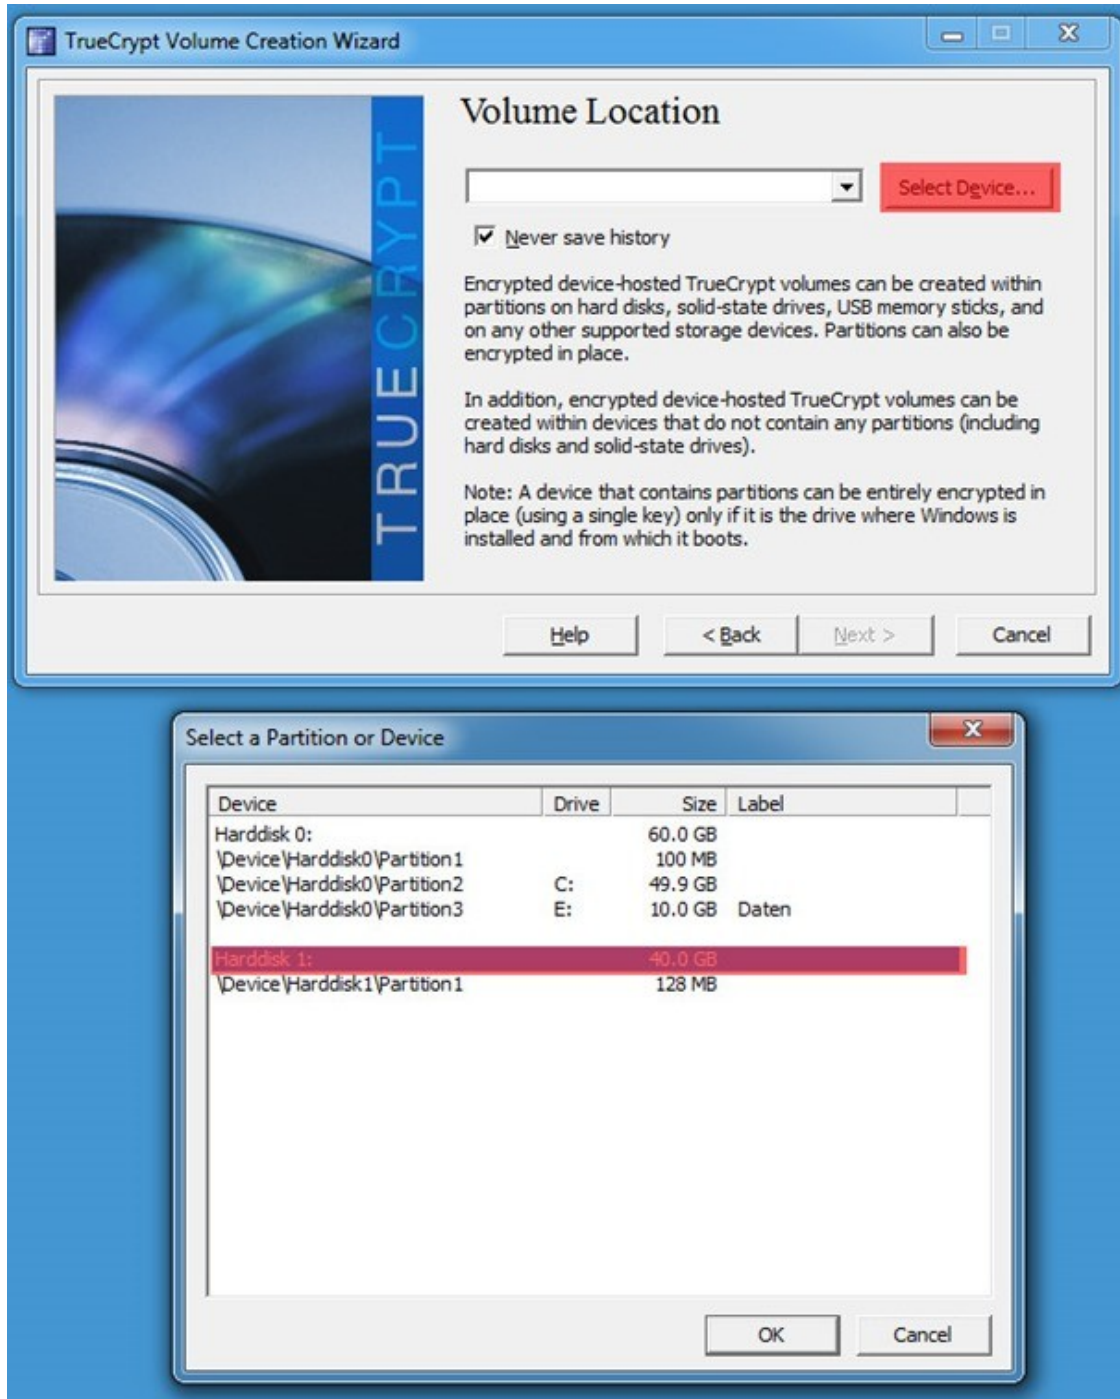 TrueCrypt Volume Creation Wizard
TRUECRYPT
Volume Location
Select Device...
Never save history
Encrypted device-hosted TrueCrypt volumes can be created within
partitions on hard disks, solid-state drives, USB memory sticks, and
on any other supported storage devices. Partitions can also be
encrypted in place.
In addition, encrypted device-hosted TrueCrypt volumes can be
created within devices that do not contain any partitions (including
hard disks and solid-state drives).
Note: A device that contains partitions can be entirely encrypted in
place (using a single key) only if it is the drive where Windows is
installed and from which it boots.
Help < Back Next > Cancel
Select a Partition or Device
Device Drive Size Label
Harddisk 0: 60.0 GB
\Device\Harddisk0\Partition1 100 MB
\Device\Harddisk0\Partition2 C: 49.9 GB
\Device\Harddisk0\Partition3 E: 10.0 GB Daten
Harddisk 1: 40.0 GB
\Device\Harddisk1\Partition1 128 MB
OK Cancel